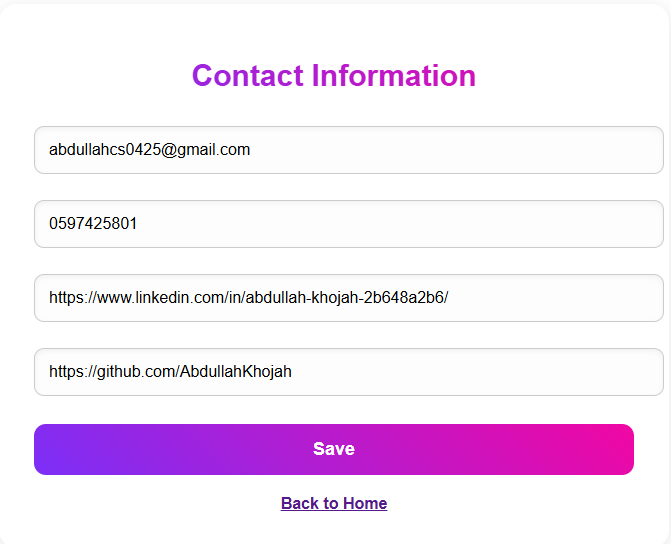 Contact Information
abdullahcs0425@gmail.com
0597425801
https://www.linkedin.com/in/abdullah-khojah-2b648a2b6/
https://github.com/AbdullahKhojah
Save
Back to Home